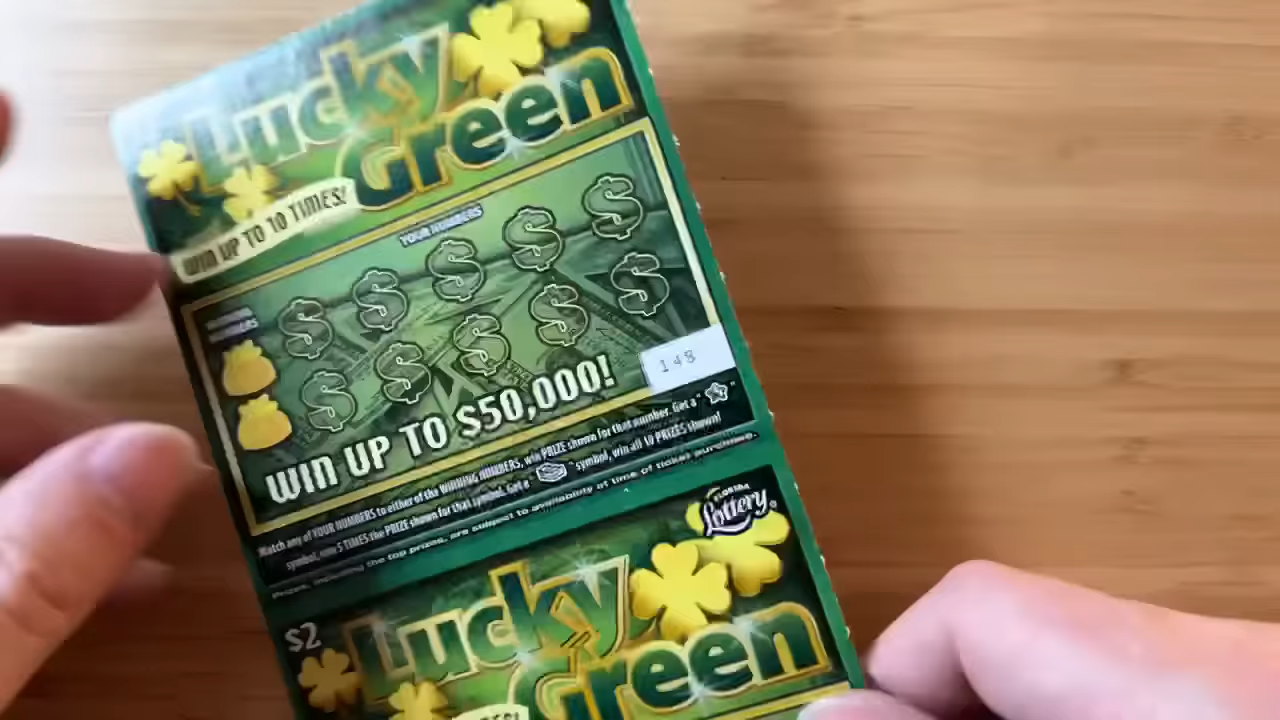 Lucky
Green
WIN UP TO 10 TIMES!
YOUR NUMBERS
WINNING
NUMBERS
$ $ $ $ $
$ $ $ $ $
WIN UP TO $50,000!
148
Match any of YOUR NUMBERS to either of the WINNING NUMBERS, win PRIZE shown for that number. Get a " "
symbol, win 5 TIMES the PRIZE shown for that symbol. Get a " " symbol, win all 10 PRIZES shown!
Prizes, including the top prizes, are subject to availability at time of ticket purchase.
FLORIDA
Lottery
$2
Lucky
Green